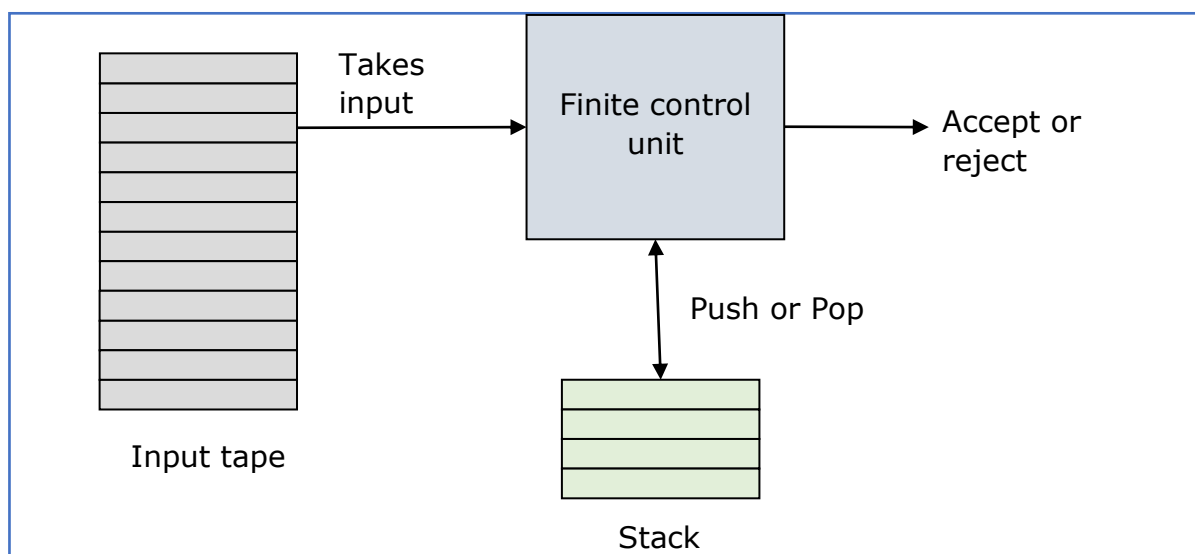 Takes
input
Finite control
unit
Accept or
reject
Push or Pop
Input tape
Stack